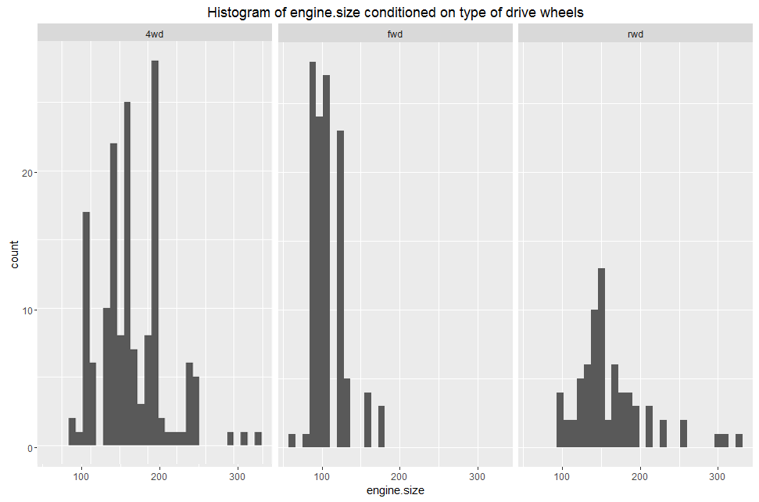 Histogram of engine.size conditioned on type of drive wheels
4wd fwd rwd
count
20
10
0
100 200 300 100 200 300 100 200 300
engine.size